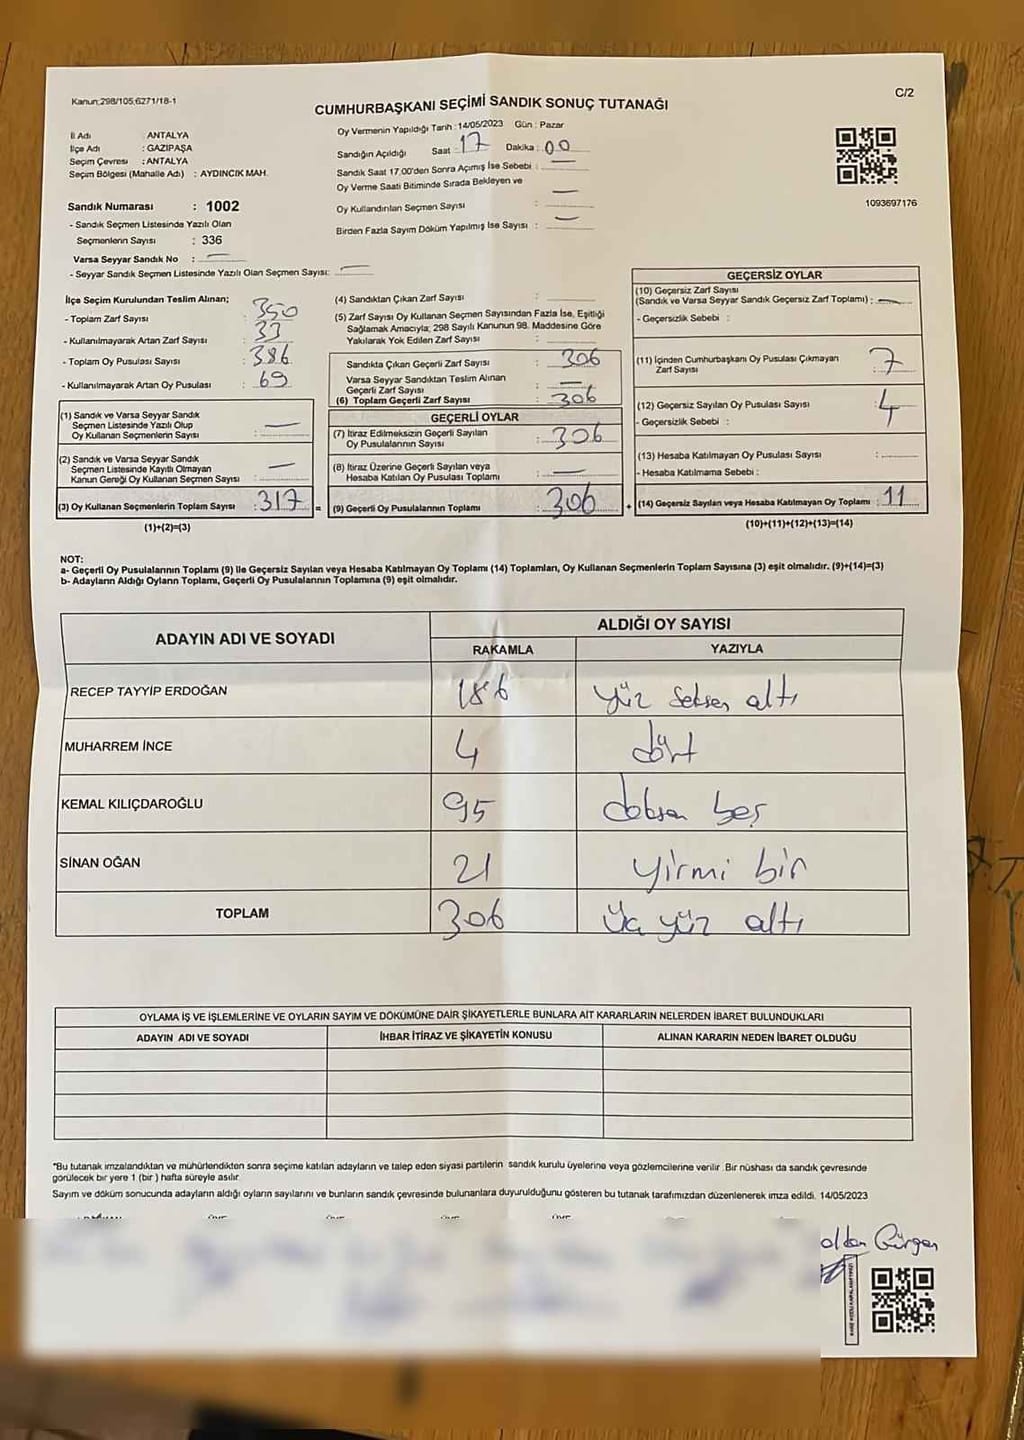 Kanun;298/105;6271/18-1
C/2
CUMHURBAŞKANI SEÇİMİ SANDIK SONUÇ TUTANAĞI
İl Adı : ANTALYA
İlçe Adı : GAZİPAŞA
Seçim Çevresi : ANTALYA
Seçim Bölgesi (Mahalle Adı) : AYDINCIK MAH.
Sandık Numarası : 1002
- Sandık Seçmen Listesinde Yazılı Olan
Seçmenlerin Sayısı : 336
Varsa Seyyar Sandık No : —
- Seyyar Sandık Seçmen Listesinde Yazılı Olan Seçmen Sayısı: —
Oy Vermenin Yapıldığı Tarih :14/05/2023 Gün : Pazar
Sandığın Açıldığı Saat : 17 Dakika : 00
Sandık Saat 17.00'den Sonra Açımış İse Sebebi : —
Oy Verme Saati Bitiminde Sırada Bekleyen ve
Oy Kullandırılan Seçmen Sayısı : —
Birden Fazla Sayım Döküm Yapılmış İse Sayısı : —
1093697176
İlçe Seçim Kurulundan Teslim Alınan;
- Toplam Zarf Sayısı : 350
- Kullanılmayarak Artan Zarf Sayısı : 33
- Toplam Oy Pusulası Sayısı : 386
- Kullanılmayarak Artan Oy Pusulası : 69
(1) Sandık ve Varsa Seyyar Sandık
Seçmen Listesinde Yazılı Olup
Oy Kullanan Seçmenlerin Sayısı : —
(2) Sandık ve Varsa Seyyar Sandık
Seçmen Listesinde Kayıtlı Olmayan
Kanun Gereği Oy Kullanan Seçmen Sayısı : —
(3) Oy Kullanan Seçmenlerin Toplam Sayısı : 317 =
(1)+(2)=(3)
(4) Sandıktan Çıkan Zarf Sayısı :
(5) Zarf Sayısı Oy Kullanan Seçmen Sayısından Fazla İse, Eşitliği
Sağlamak Amacıyla; 298 Sayılı Kanunun 98. Maddesine Göre
Yakılarak Yok Edilen Zarf Sayısı :
Sandıkta Çıkan Geçerli Zarf Sayısı : 306
Varsa Seyyar Sandıktan Teslim Alınan
Geçerli Zarf Sayısı : —
(6) Toplam Geçerli Zarf Sayısı : 306
GEÇERLİ OYLAR
(7) İtiraz Edilmeksizin Geçerli Sayılan
Oy Pusulalarının Sayısı : 306
(8) İtiraz Üzerine Geçerli Sayılan veya
Hesaba Katılan Oy Pusulası Toplamı : —
(9) Geçerli Oy Pusulalarının Toplamı : 306 +
GEÇERSİZ OYLAR
(10) Geçersiz Zarf Sayısı
(Sandık ve Varsa Seyyar Sandık Geçersiz Zarf Toplamı) : —
- Geçersizlik Sebebi :
(11) İçinden Cumhurbaşkanı Oy Pusulası Çıkmayan
Zarf Sayısı : 7
(12) Geçersiz Sayılan Oy Pusulası Sayısı : 4
- Geçersizlik Sebebi :
(13) Hesaba Katılmayan Oy Pusulası Sayısı :
- Hesaba Katılmama Sebebi :
(14) Geçersiz Sayılan veya Hesaba Katılmayan Oy Toplamı : 11
(10)+(11)+(12)+(13)=(14)
NOT:
a- Geçerli Oy Pusulalarının Toplamı (9) İle Geçersiz Sayılan veya Hesaba Katılmayan Oy Toplamı (14) Toplamları, Oy Kullanan Seçmenlerin Toplam Sayısına (3) eşit olmalıdır. (9)+(14)=(3)
b- Adayların Aldığı Oyların Toplamı, Geçerli Oy Pusulalarının Toplamına (9) eşit olmalıdır.
ADAYIN ADI VE SOYADI ALDIĞI OY SAYISI
RAKAMLA YAZIYLA
RECEP TAYYİP ERDOĞAN 186 yüz seksen altı
MUHARREM İNCE 4 dört
KEMAL KILIÇDAROĞLU 95 doksan beş
SİNAN OĞAN 21 yirmi bir
TOPLAM 306 üç yüz altı
OYLAMA İŞ VE İŞLEMLERİNE VE OYLARIN SAYIM VE DÖKÜMÜNE DAİR ŞİKAYETLERLE BUNLARA AİT KARARLARIN NELERDEN İBARET BULUNDUKLARI
ADAYIN ADI VE SOYADI İHBAR İTİRAZ VE ŞİKAYETİN KONUSU ALINAN KARARIN NEDEN İBARET OLDUĞU
*Bu tutanak imzalandıktan ve mühürlendikten sonra seçime katılan adayların ve talep eden siyasi partilerin sandık kurulu üyelerine veya gözlemcilerine verilir. Bir nüshası da sandık çevresinde
görülecek bir yere 1 (bir ) hafta süreyle asılır.
Sayım ve döküm sonucunda adayların aldığı oyların sayılarını ve bunların sandık çevresinde bulunanlara duyurulduğunu gösteren bu tutanak tarafımızdan düzenlenerek imza edildi. 14/05/2023
Gürgen